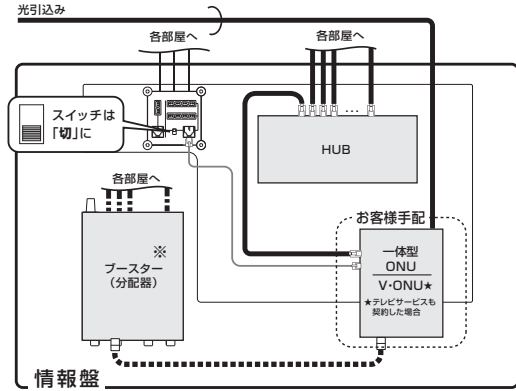 光引込み
各部屋へ
各部屋へ
スイッチは
「切」に
HUB
…
各部屋へ
お客様手配
※
ブースター
(分配器)
一体型
ONU
V・ONU★
★テレビサービスも
契約した場合
情報盤